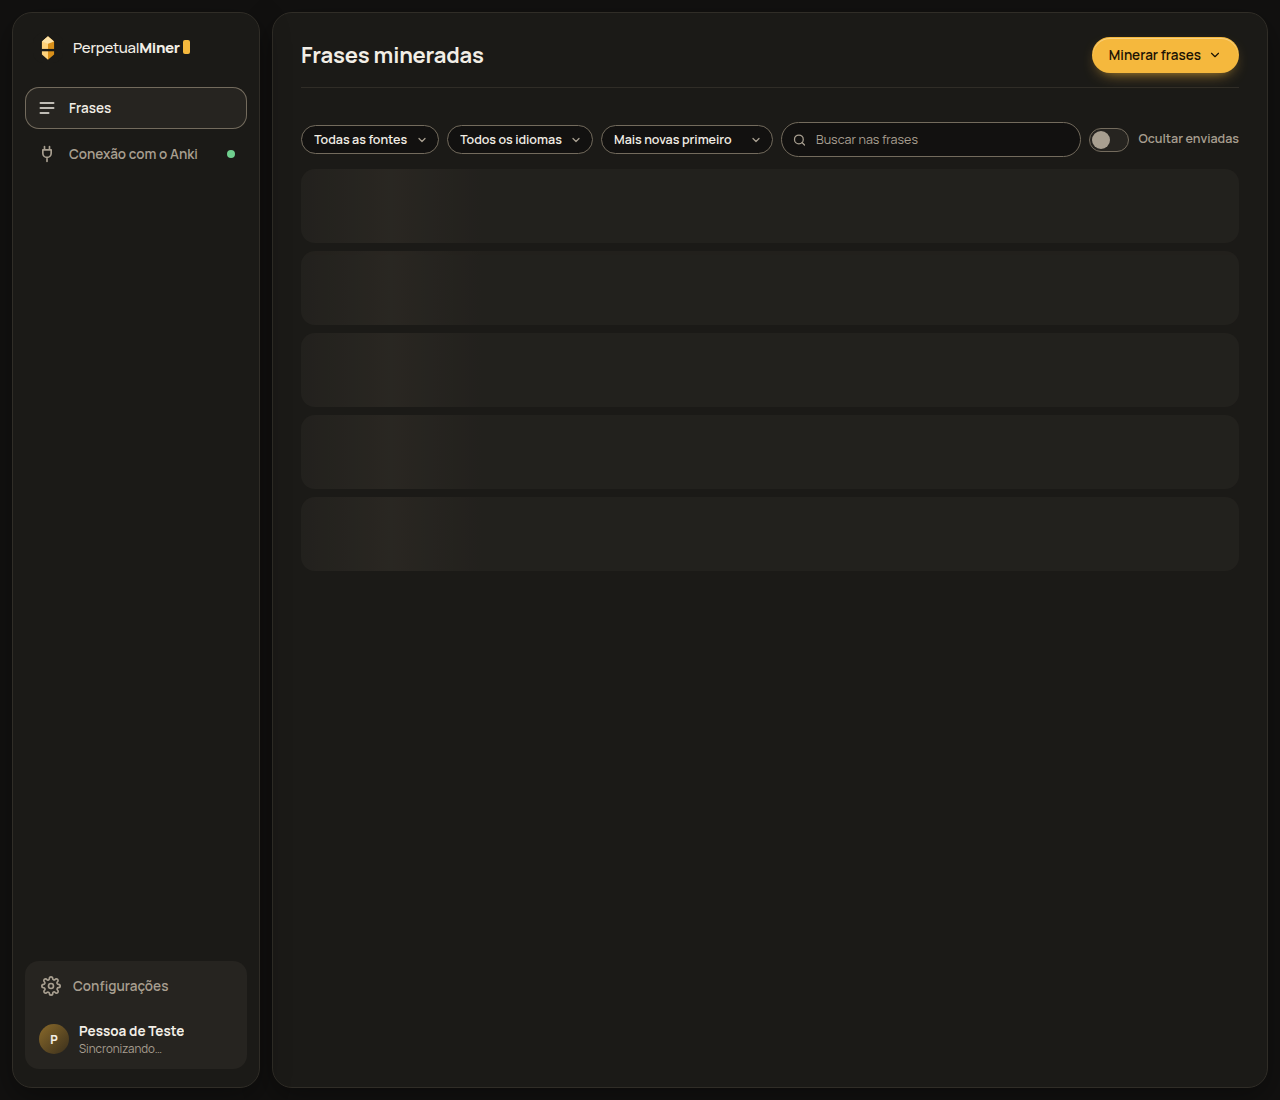 PerpetualMiner
Frases
Conexão com o Anki
Configurações
P
Pessoa de Teste
Sincronizando…
Frases mineradas
Minerar frases
Todas as fontes
Todos os idiomas
Mais novas primeiro
Buscar nas frases
Ocultar enviadas